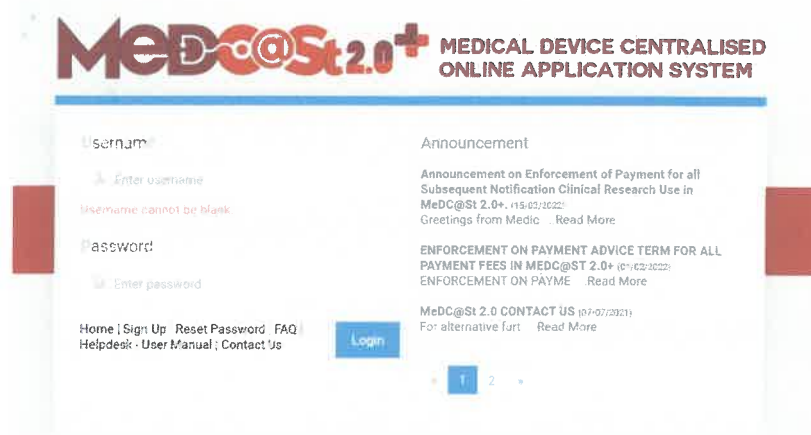 MeDC@St 2.0+
MEDICAL DEVICE CENTRALISED
ONLINE APPLICATION SYSTEM
Username
Enter username
Username cannot be blank
Password
Enter password
Home | Sign Up Reset Password FAQ
Helpdesk User Manual Contact Us
Login
Announcement
Announcement on Enforcement of Payment for all
Subsequent Notification Clinical Research Use in
MeDC@St 2.0+. (15/03/2022)
Greetings from Medic .. Read More
ENFORCEMENT ON PAYMENT ADVICE TERM FOR ALL
PAYMENT FEES IN MEDC@ST 2.0+
ENFORCEMENT ON PAYME .. Read More
MeDC@St 2.0 CONTACT US (07/07/2021)
For alternative furt .. Read More
« 1 2 »